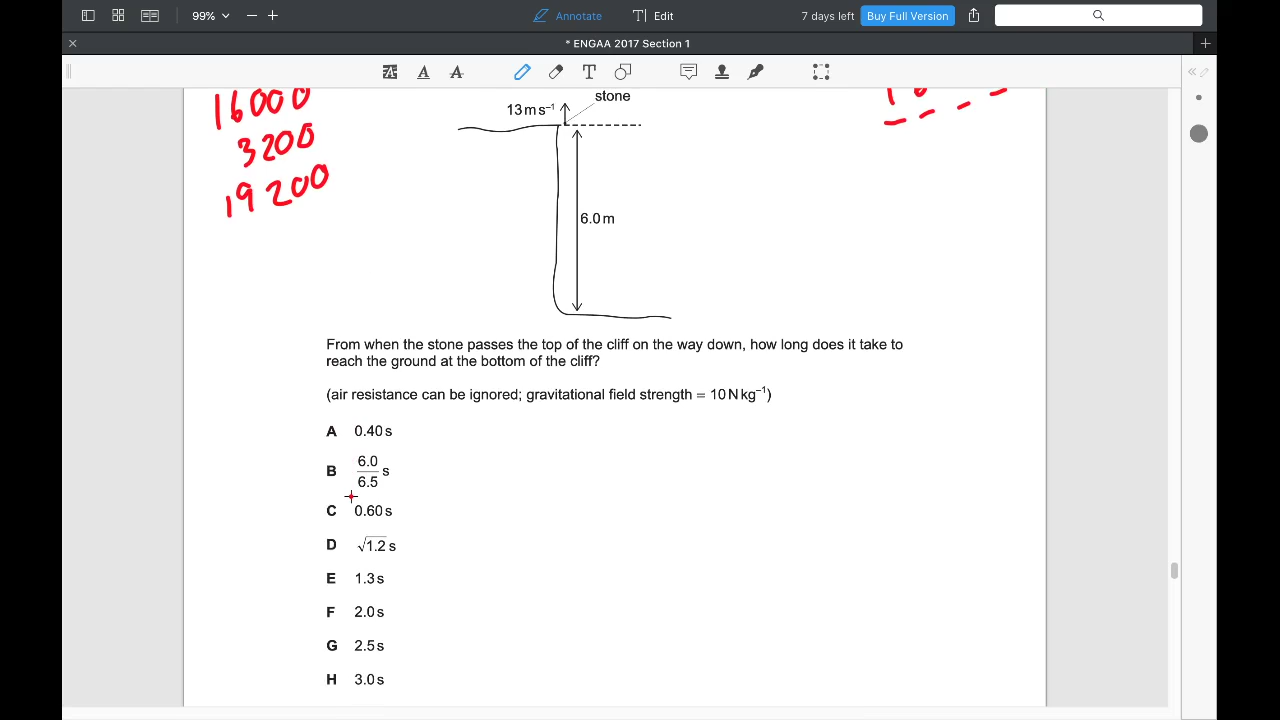 99%
Annotate
Edit
7 days left
Buy Full Version
* ENGAA 2017 Section 1
16000
3200
19200
stone
13 m s⁻¹
6.0 m
From when the stone passes the top of the cliff on the way down, how long does it take to
reach the ground at the bottom of the cliff?
(air resistance can be ignored; gravitational field strength = 10 N kg⁻¹)
A 0.40 s
B 6.0/6.5 s
C 0.60 s
D √1.2 s
E 1.3 s
F 2.0 s
G 2.5 s
H 3.0 s